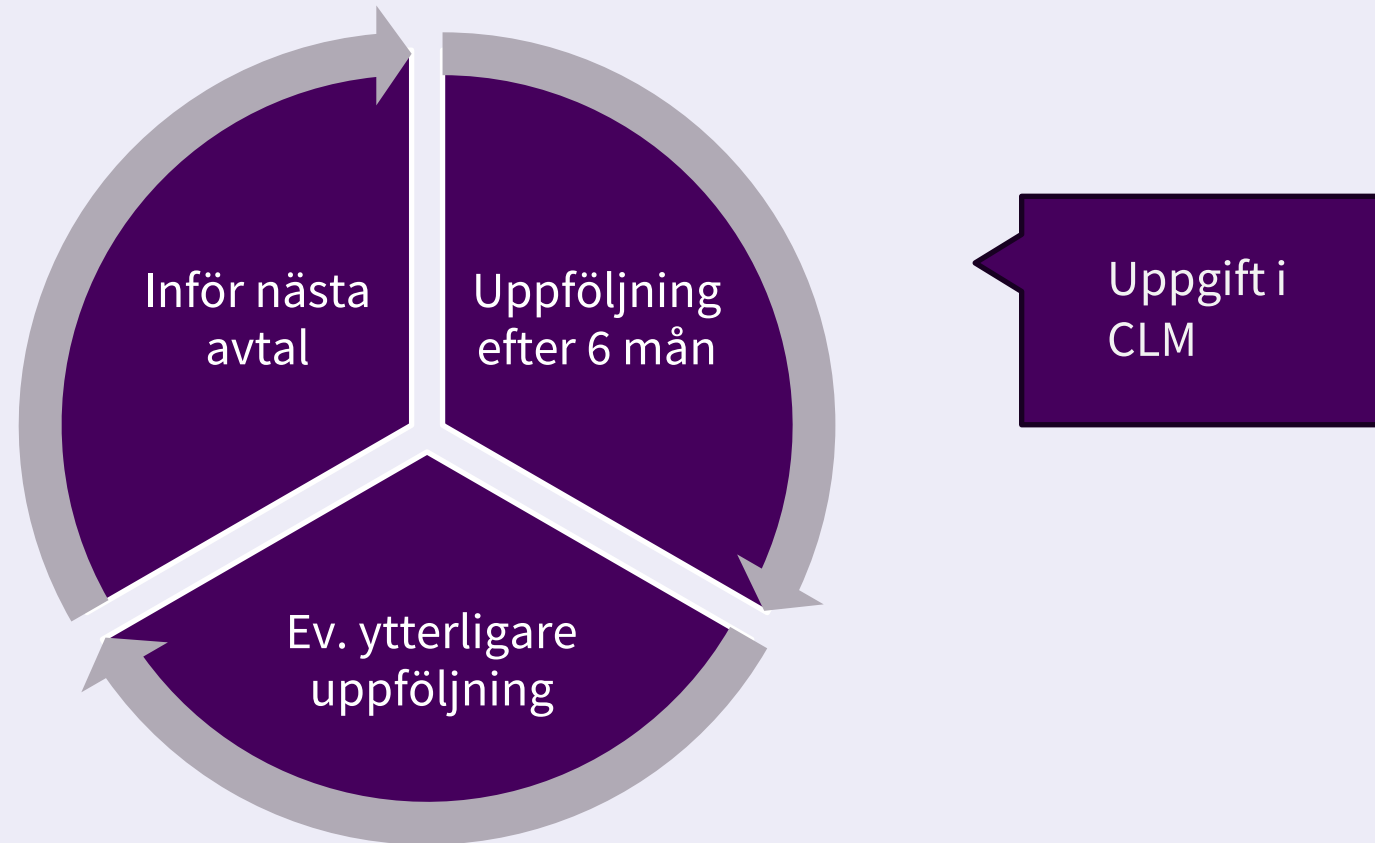 Inför nästa
avtal
Uppföljning
efter 6 mån
Ev. ytterligare
uppföljning
Uppgift i
CLM